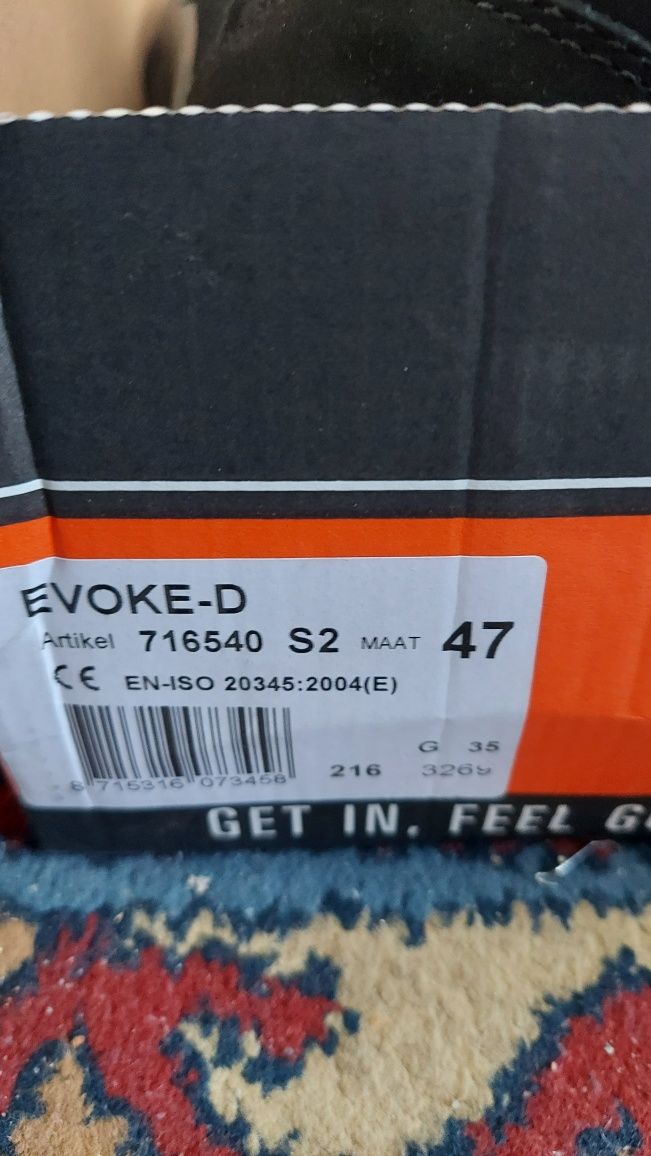 EVOKE-D
Artikel 716540 S2 MAAT 47
CE EN-ISO 20345:2004(E)
G 35
8 715316 073458 216 3269
GET IN. FEEL